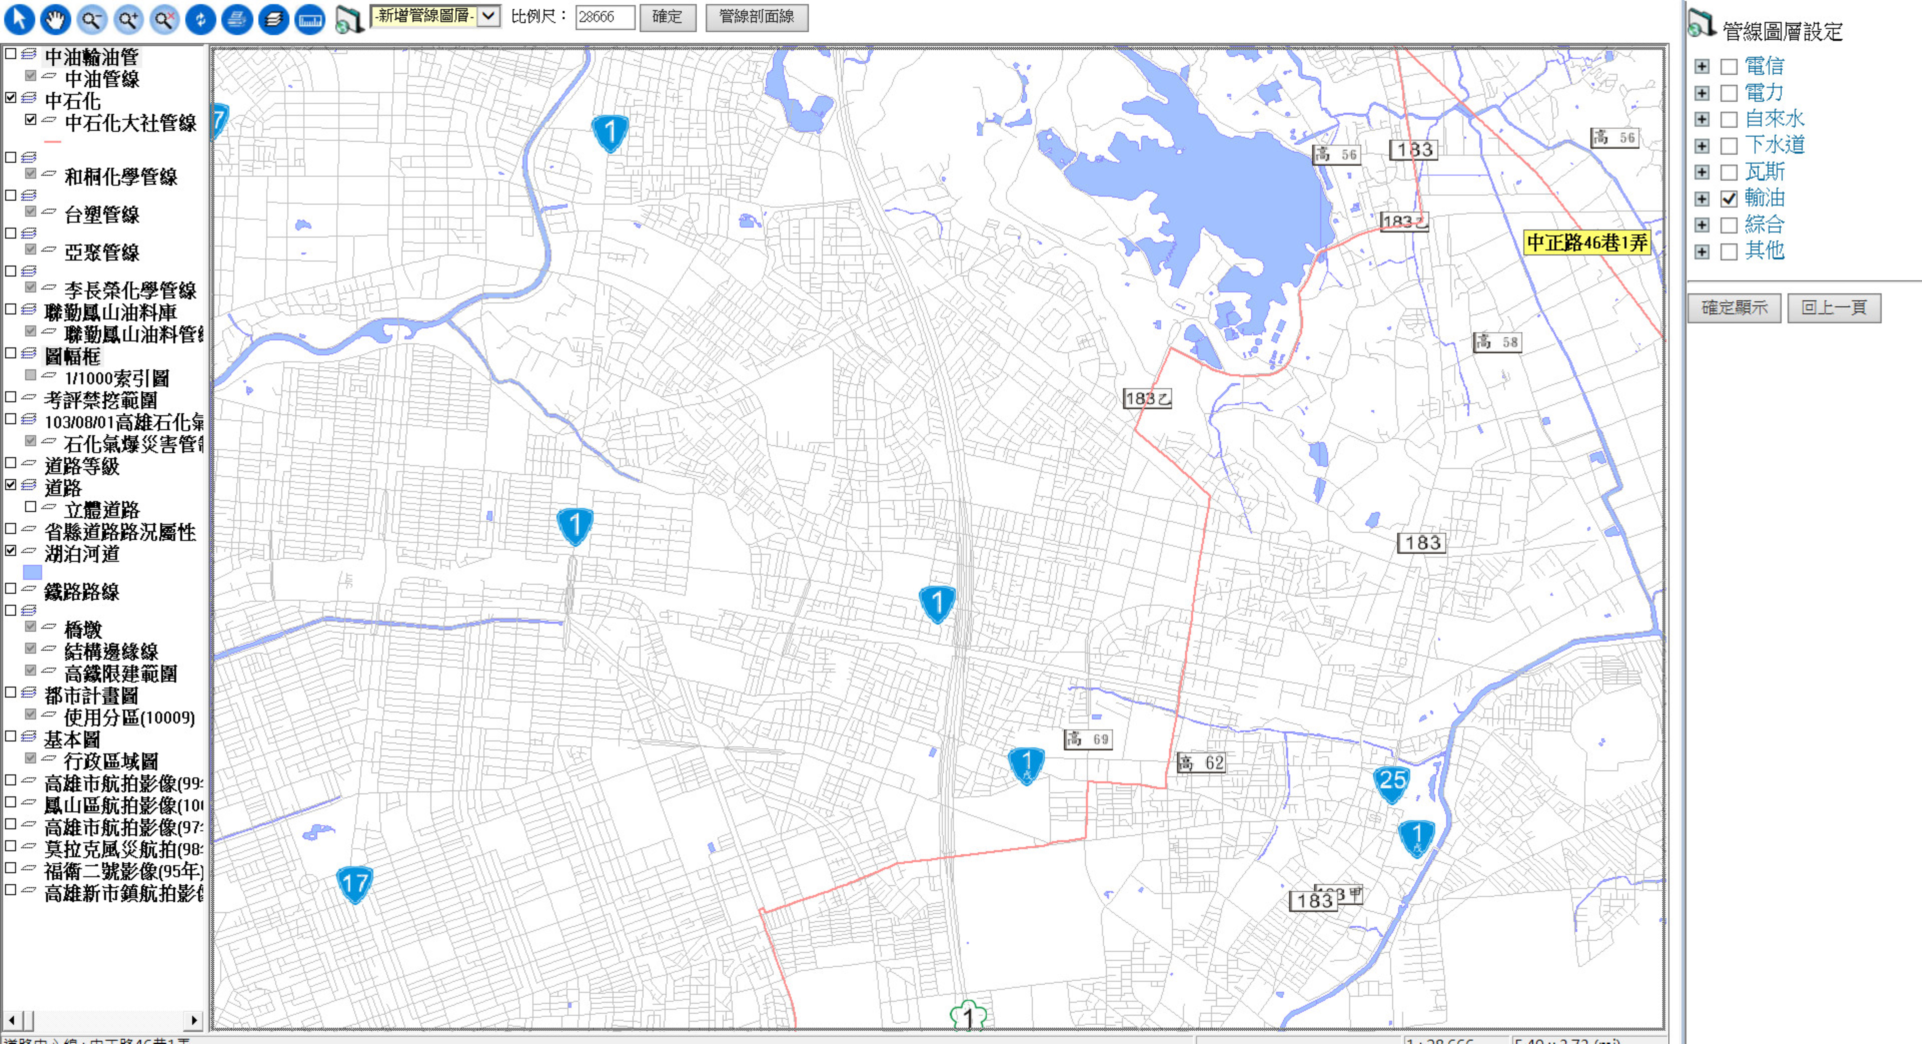 -新增管線圖層-
比例尺：
28666
確定
管線剖面線
中油輸油管
中油管線
中石化
中石化大社管線
和桐化學管線
台塑管線
亞聚管線
李長榮化學管線
聯勤鳳山油料庫
聯勤鳳山油料管
圖幅框
1/1000索引圖
考評禁挖範圍
103/08/01高雄石化氣
石化氣爆災害管
道路等級
道路
立體道路
省縣道路路況屬性
湖泊河道
鐵路路線
橋墩
結構邊緣線
高鐵限建範圍
都市計畫圖
使用分區(10009)
基本圖
行政區域圖
高雄市航拍影像(99
鳳山區航拍影像(10
高雄市航拍影像(97
莫拉克風災航拍(98
福衛二號影像(95年)
高雄新市鎮航拍影
7
1
高 56
183
高 56
183乙
中正路46巷1弄
高 58
183乙
1
183
1
高 69
1
高 62
25
1
17
183
1
管線圖層設定
電信
電力
自來水
下水道
瓦斯
輸油
綜合
其他
確定顯示
回上一頁